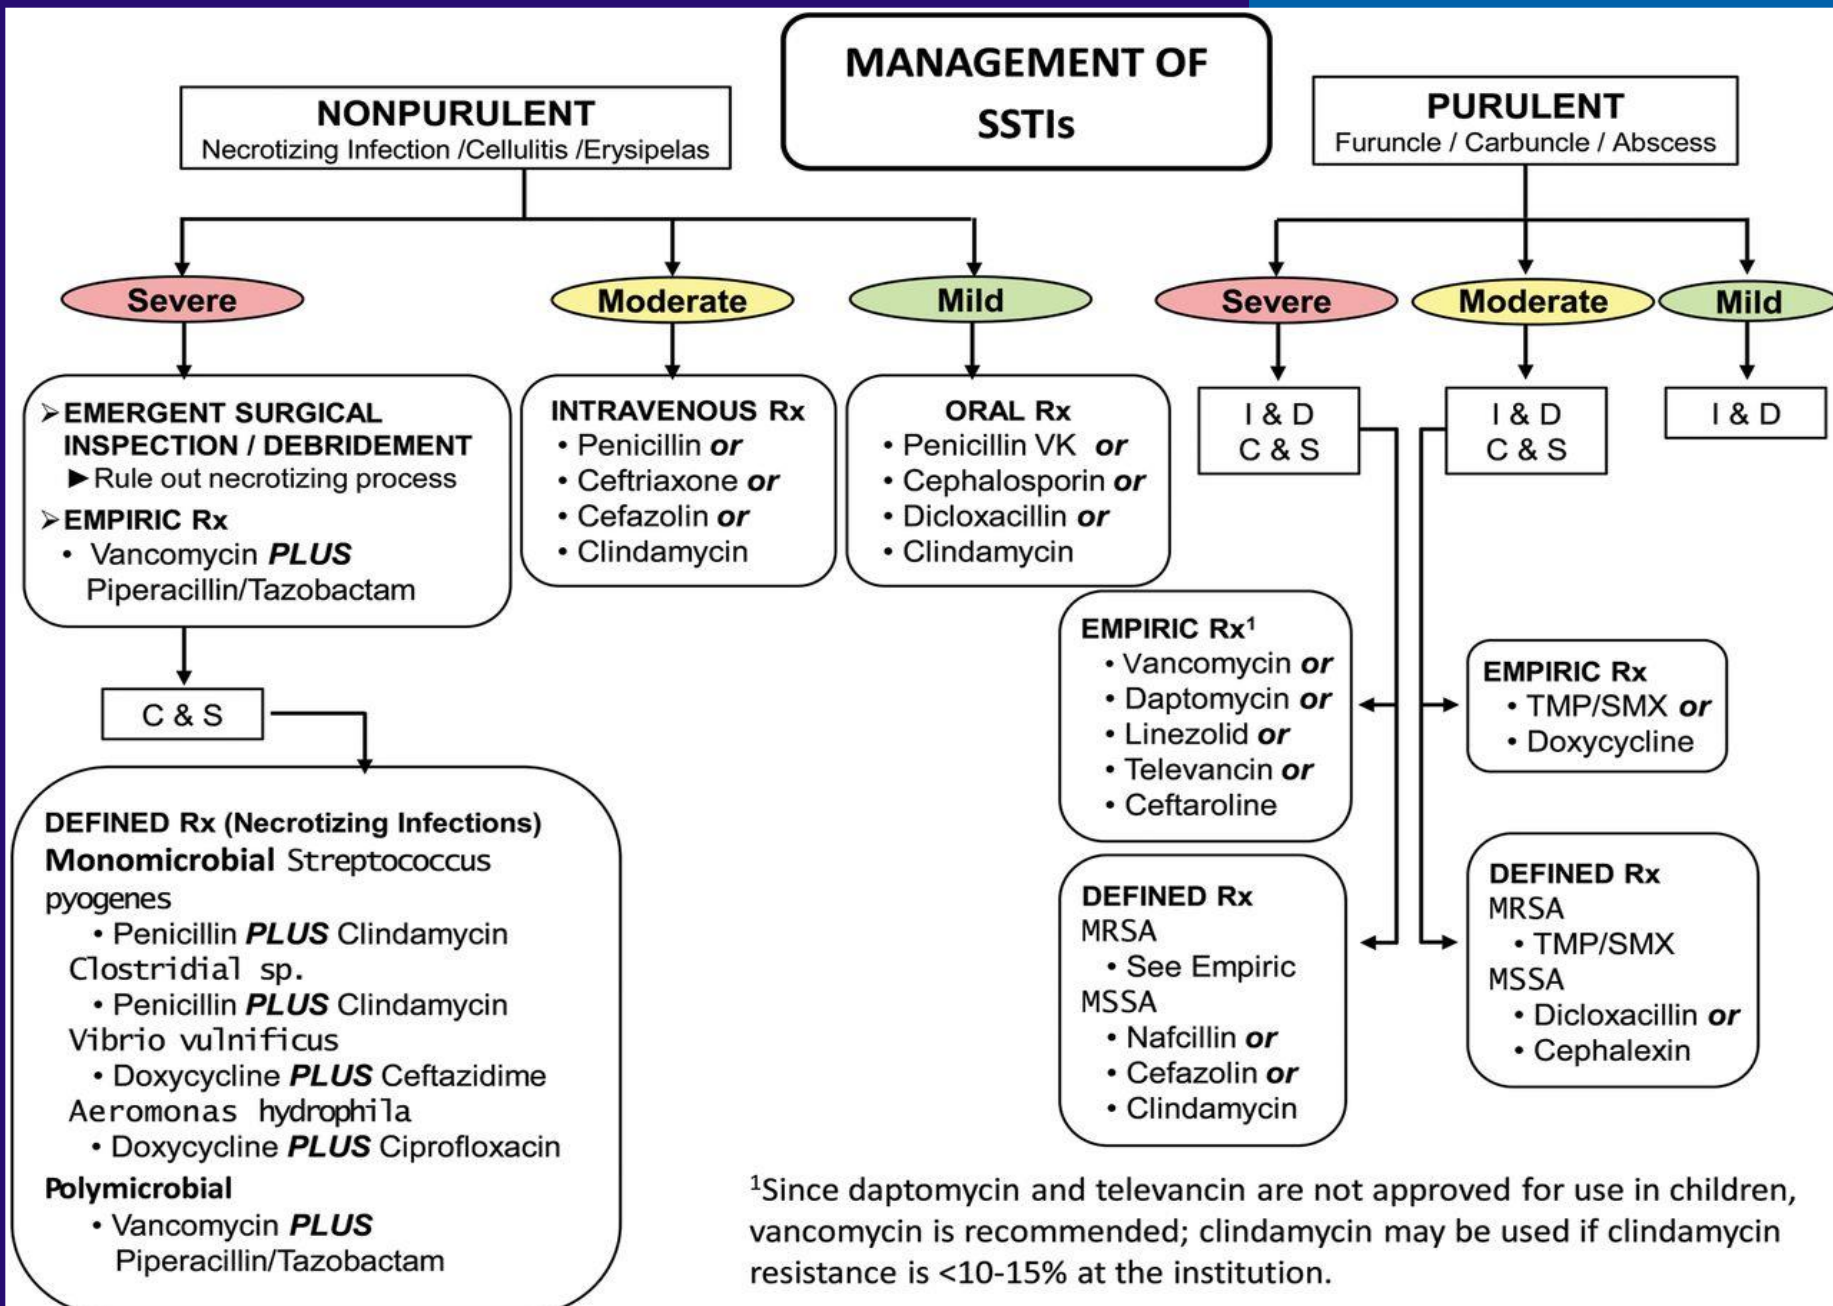 MANAGEMENT OF
SSTIs
NONPURULENT
Necrotizing Infection /Cellulitis /Erysipelas
Severe
Moderate
Mild
➢EMERGENT SURGICAL
INSPECTION / DEBRIDEMENT
►Rule out necrotizing process
➢EMPIRIC Rx
• Vancomycin PLUS
Piperacillin/Tazobactam
C & S
DEFINED Rx (Necrotizing Infections)
Monomicrobial Streptococcus
pyogenes
• Penicillin PLUS Clindamycin
Clostridial sp.
• Penicillin PLUS Clindamycin
Vibrio vulnificus
• Doxycycline PLUS Ceftazidime
Aeromonas hydrophila
• Doxycycline PLUS Ciprofloxacin
Polymicrobial
• Vancomycin PLUS
Piperacillin/Tazobactam
INTRAVENOUS Rx
• Penicillin or
• Ceftriaxone or
• Cefazolin or
• Clindamycin
ORAL Rx
• Penicillin VK or
• Cephalosporin or
• Dicloxacillin or
• Clindamycin
PURULENT
Furuncle / Carbuncle / Abscess
Severe
Moderate
Mild
I & D
C & S
I & D
C & S
I & D
EMPIRIC Rx¹
• Vancomycin or
• Daptomycin or
• Linezolid or
• Televancin or
• Ceftaroline
DEFINED Rx
MRSA
• See Empiric
MSSA
• Nafcillin or
• Cefazolin or
• Clindamycin
EMPIRIC Rx
• TMP/SMX or
• Doxycycline
DEFINED Rx
MRSA
• TMP/SMX
MSSA
• Dicloxacillin or
• Cephalexin
¹Since daptomycin and televancin are not approved for use in children,
vancomycin is recommended; clindamycin may be used if clindamycin
resistance is <10-15% at the institution.